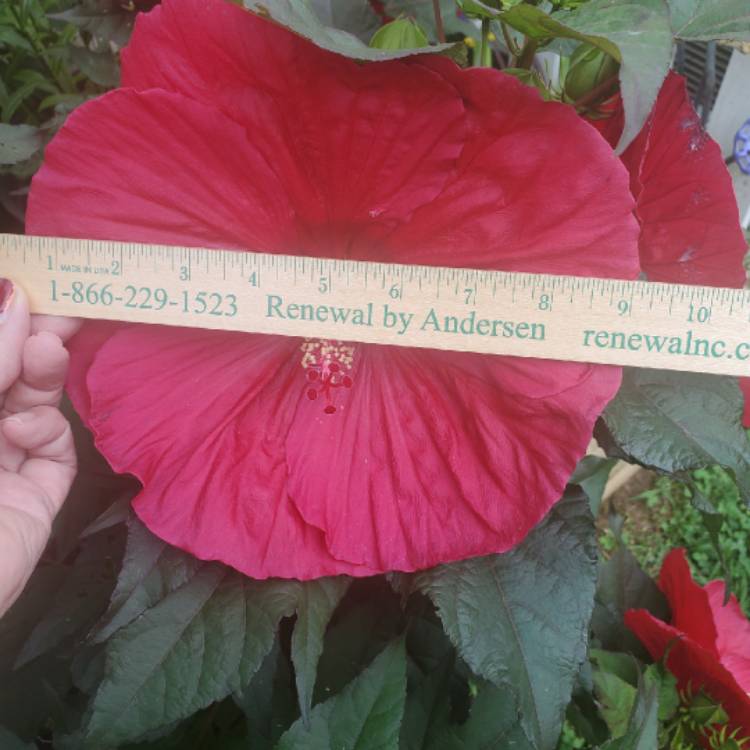 1 MADE IN USA 2 3 4 5 6 7 8 9 10
1-866-229-1523 Renewal by Andersen renewalnc.c